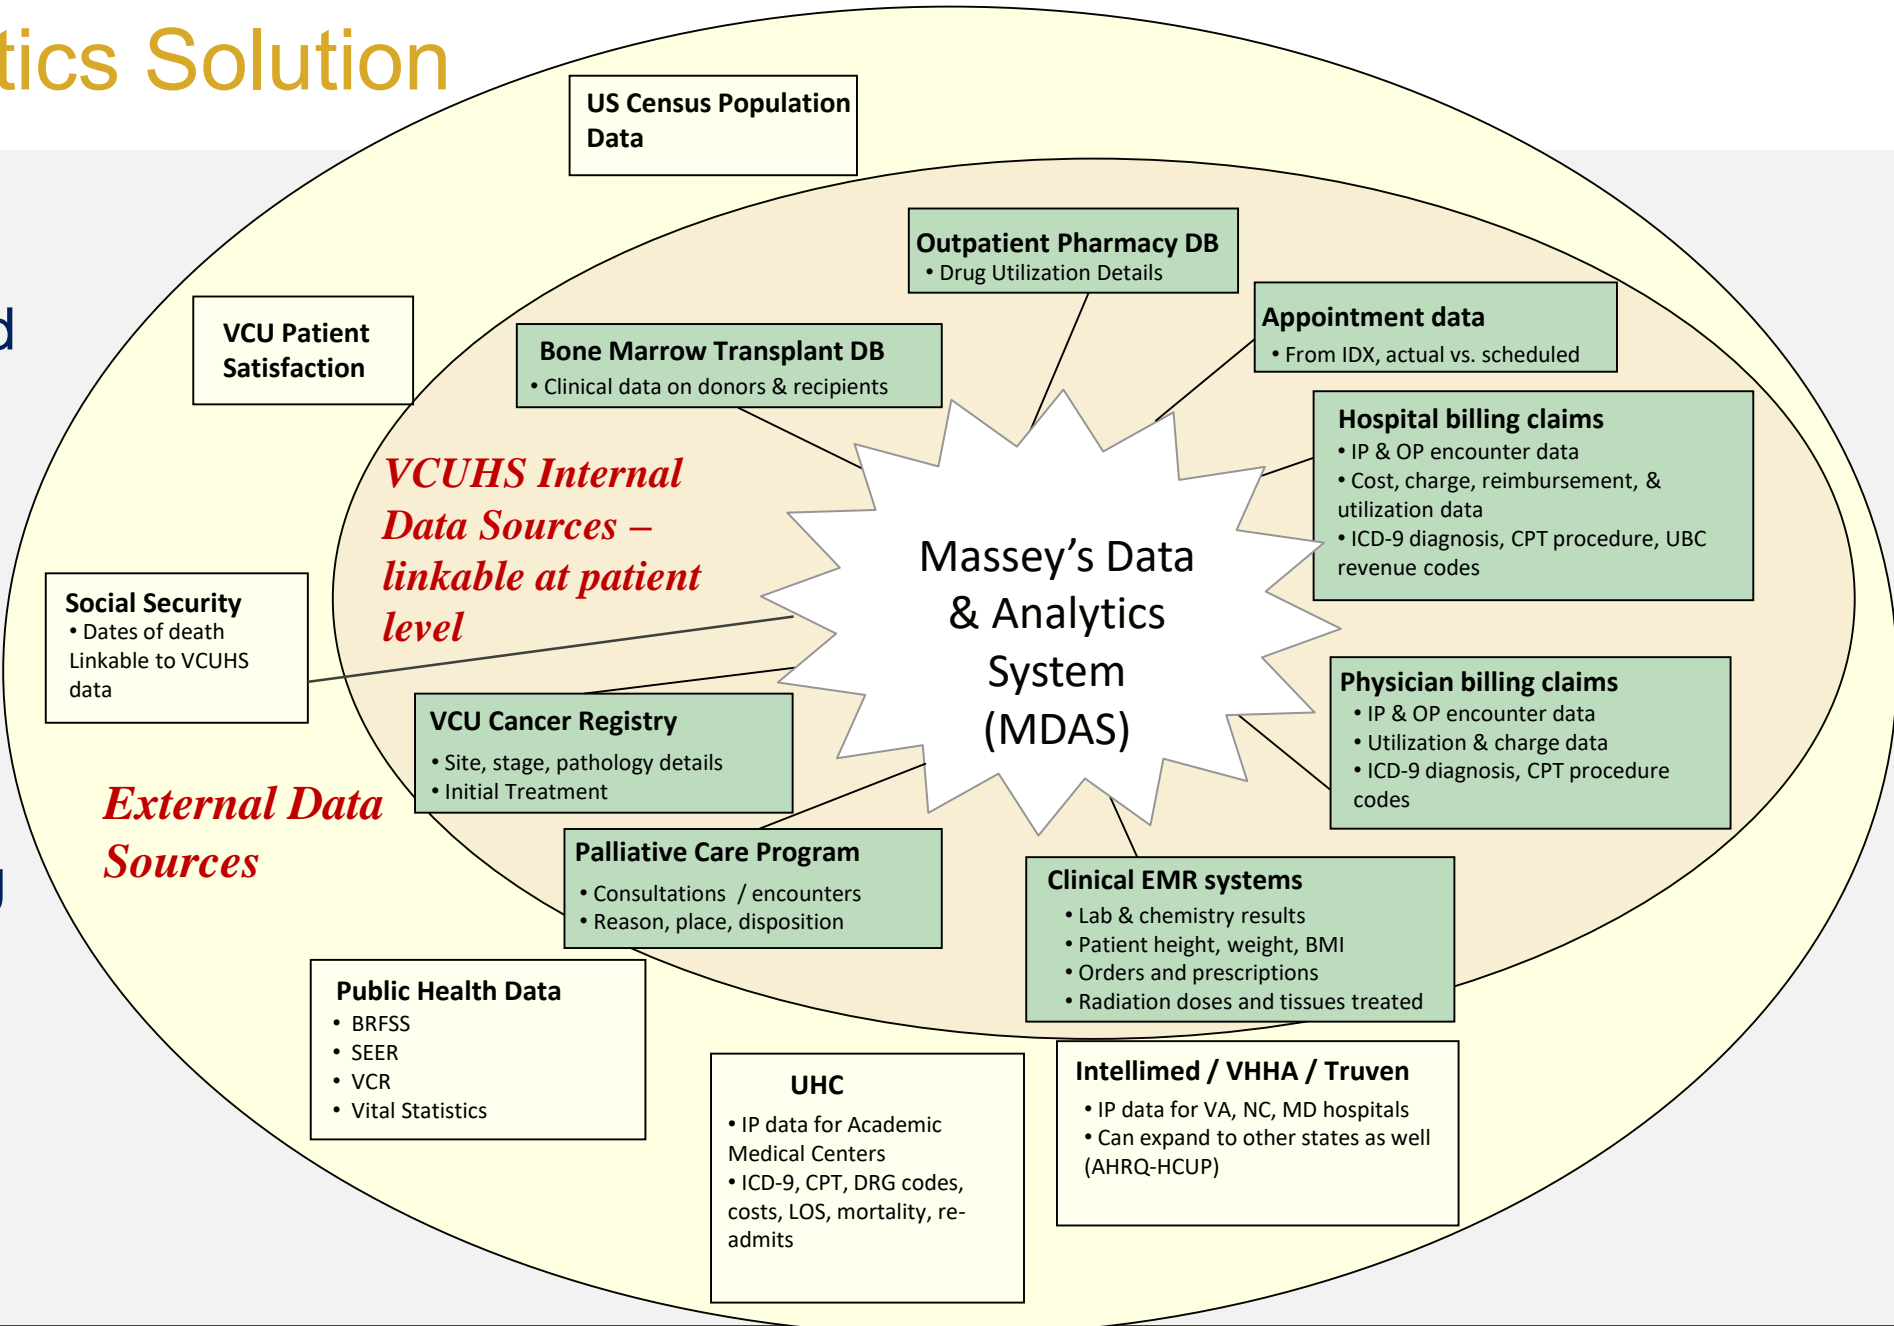 tics Solution
d
g
US Census Population
Data
Outpatient Pharmacy DB
• Drug Utilization Details
VCU Patient
Satisfaction
Bone Marrow Transplant DB
• Clinical data on donors & recipients
Appointment data
• From IDX, actual vs. scheduled
Hospital billing claims
• IP & OP encounter data
• Cost, charge, reimbursement, &
utilization data
• ICD-9 diagnosis, CPT procedure, UBC
revenue codes
VCUHS Internal
Data Sources –
linkable at patient
level
Massey’s Data
& Analytics
System
(MDAS)
Social Security
• Dates of death
Linkable to VCUHS
data
Physician billing claims
• IP & OP encounter data
• Utilization & charge data
• ICD-9 diagnosis, CPT procedure
codes
VCU Cancer Registry
• Site, stage, pathology details
• Initial Treatment
External Data
Sources
Palliative Care Program
• Consultations / encounters
• Reason, place, disposition
Clinical EMR systems
• Lab & chemistry results
• Patient height, weight, BMI
• Orders and prescriptions
• Radiation doses and tissues treated
Public Health Data
• BRFSS
• SEER
• VCR
• Vital Statistics
UHC
• IP data for Academic
Medical Centers
• ICD-9, CPT, DRG codes,
costs, LOS, mortality, re-
admits
Intellimed / VHHA / Truven
• IP data for VA, NC, MD hospitals
• Can expand to other states as well
(AHRQ-HCUP)